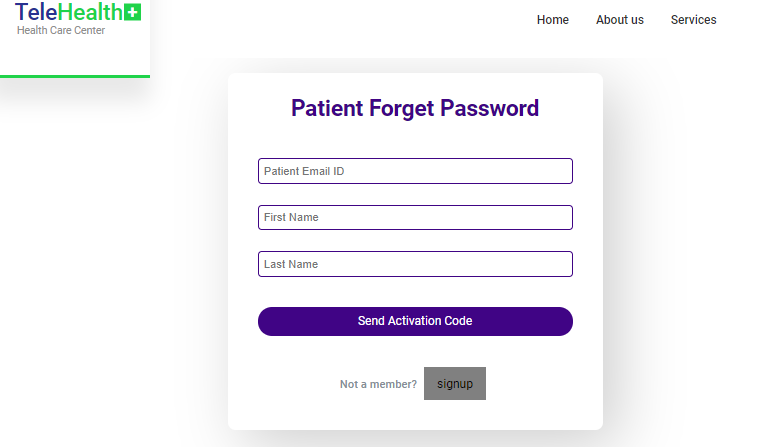 TeleHealth+
Health Care Center
Home About us Services
Patient Forget Password
Patient Email ID
First Name
Last Name
Send Activation Code
Not a member? signup